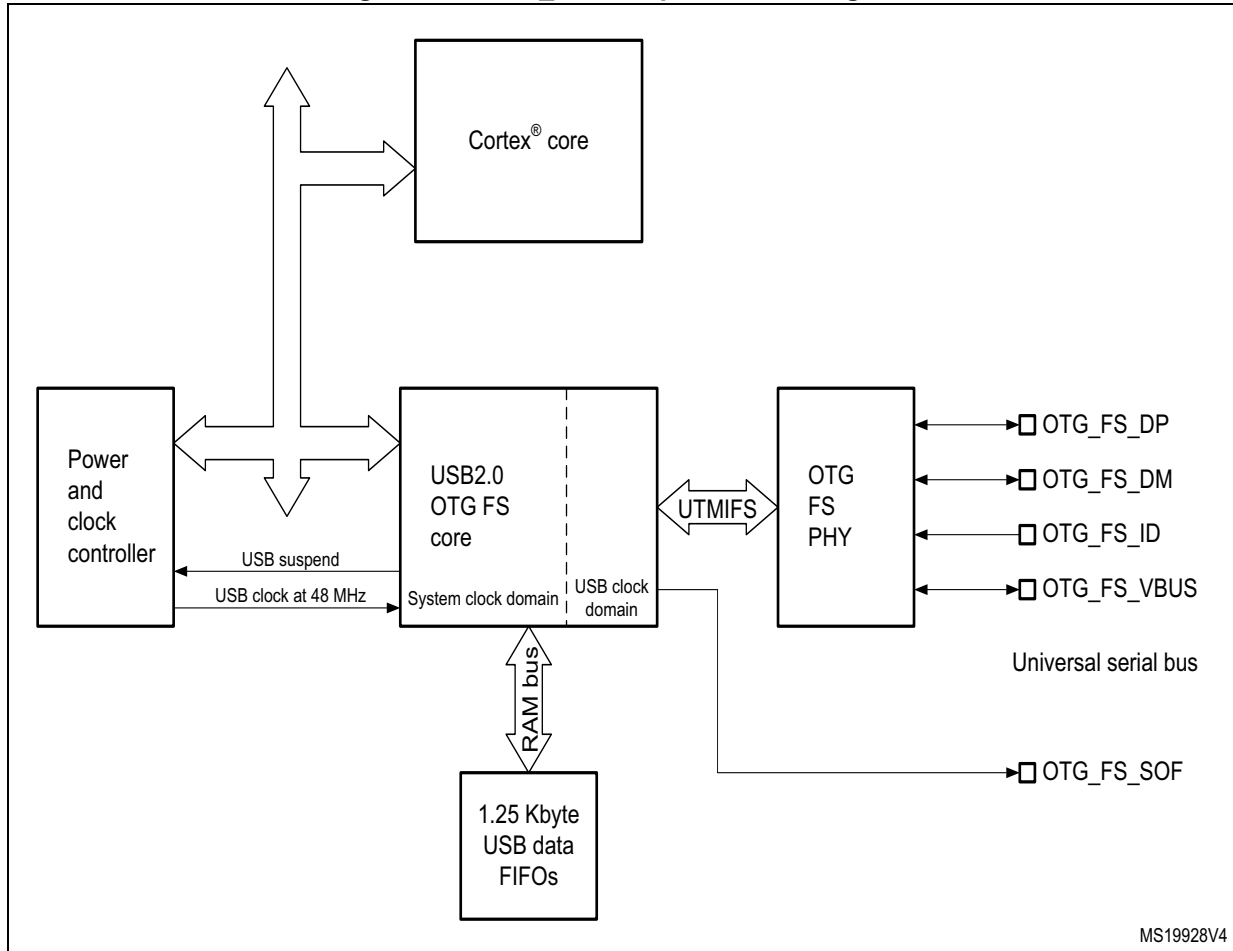 Cortex® core
Power
and
clock
controller
USB2.0
OTG FS
core
UTMIFS
OTG
FS
PHY
OTG_FS_DP
OTG_FS_DM
OTG_FS_ID
OTG_FS_VBUS
USB suspend
USB clock at 48 MHz
System clock domain
USB clock
domain
Universal serial bus
RAM bus
OTG_FS_SOF
1.25 Kbyte
USB data
FIFOs
MS19928V4